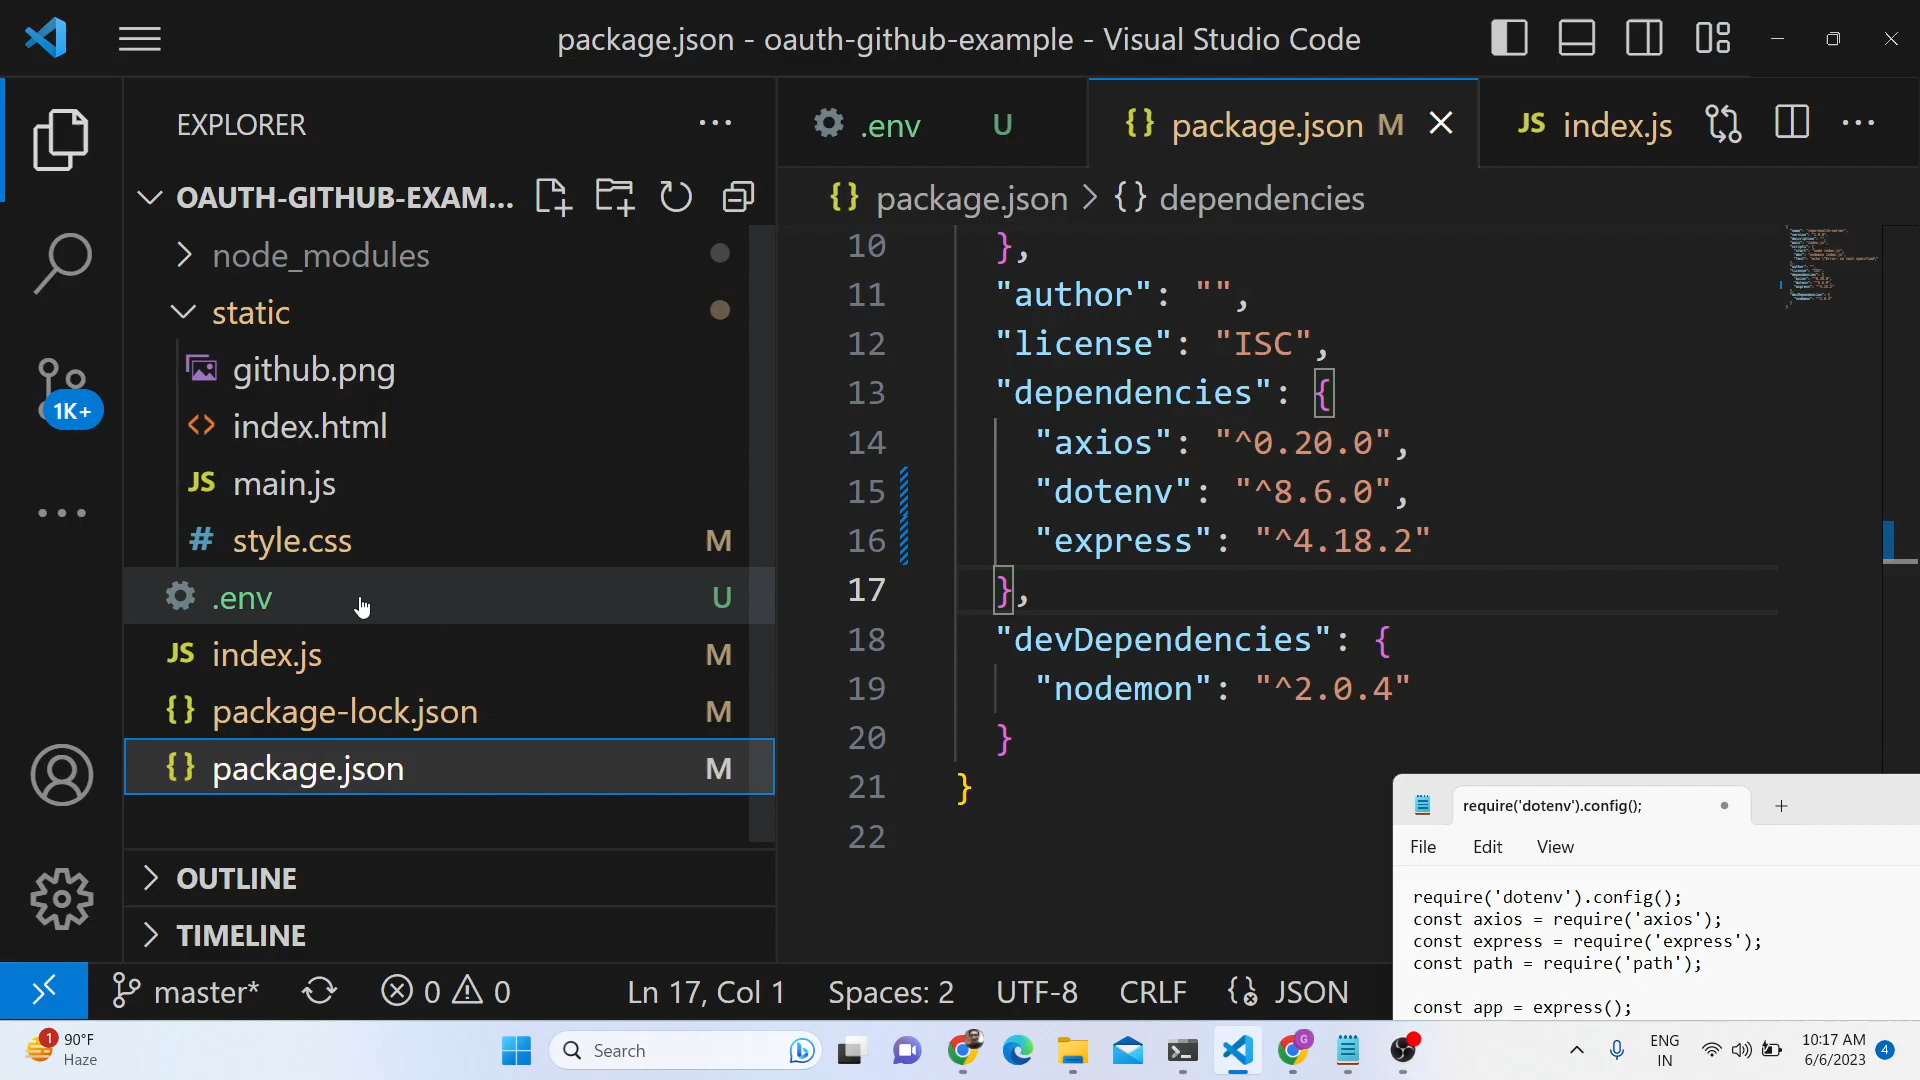 package.json - oauth-github-example - Visual Studio Code
EXPLORER
OAUTH-GITHUB-EXAM...
node_modules
static
github.png
index.html
JS main.js
# style.css M
.env U
JS index.js M
{} package-lock.json M
{} package.json M
OUTLINE
TIMELINE
1K+
.env U
{} package.json M
JS index.js
{} package.json > {} dependencies
10 },
11 "author": "",
12 "license": "ISC",
13 "dependencies": {
14 "axios": "^0.20.0",
15 "dotenv": "^8.6.0",
16 "express": "^4.18.2"
17 },
18 "devDependencies": {
19 "nodemon": "^2.0.4"
20 }
21 }
22
require('dotenv').config();
File Edit View
require('dotenv').config();
const axios = require('axios');
const express = require('express');
const path = require('path');
const app = express();
master* 0 0 Ln 17, Col 1 Spaces: 2 UTF-8 CRLF JSON
1 90°F
Haze
Search
G
ENG
IN
10:17 AM
6/6/2023
4